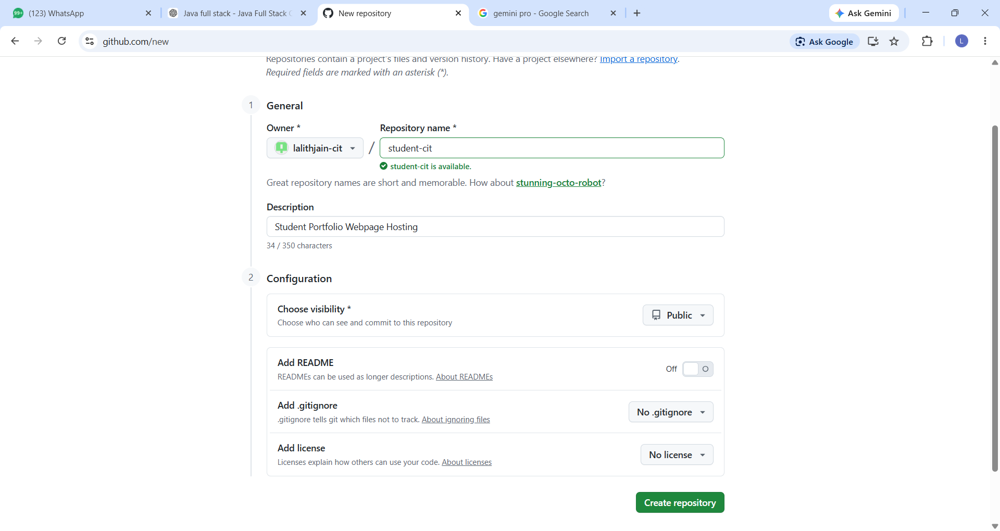 99+ (123) WhatsApp
Java full stack - Java Full Stack
New repository
gemini pro - Google Search
Ask Gemini
github.com/new
Ask Google
L
Repositories contain a project's files and version history. Have a project elsewhere? Import a repository.
Required fields are marked with an asterisk (*).
1 General
Owner * Repository name *
lalithjain-cit / student-cit
student-cit is available.
Great repository names are short and memorable. How about stunning-octo-robot?
Description
Student Portfolio Webpage Hosting
34 / 350 characters
2 Configuration
Choose visibility *
Choose who can see and commit to this repository
Public
Add README
READMEs can be used as longer descriptions. About READMEs
Off
Add .gitignore
.gitignore tells git which files not to track. About ignoring files
No .gitignore
Add license
Licenses explain how others can use your code. About licenses
No license
Create repository